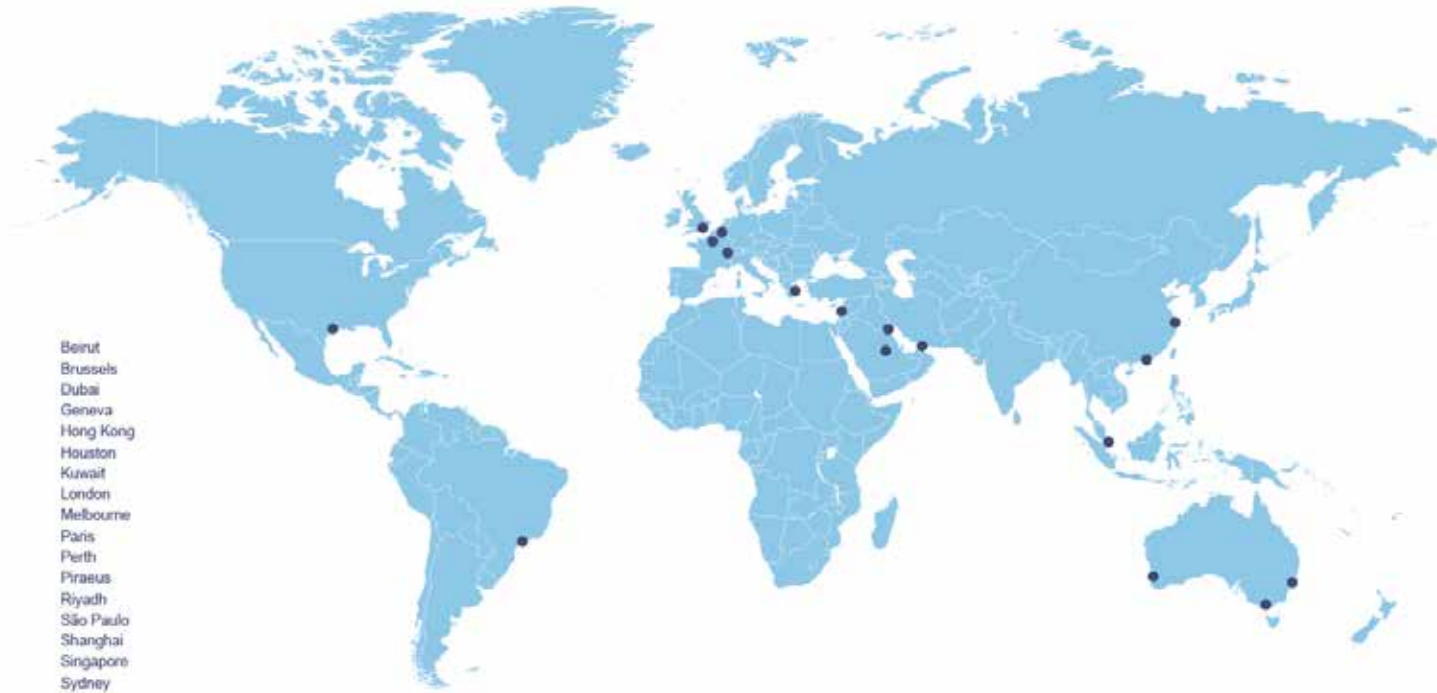 Beirut
Brussels
Dubai
Geneva
Hong Kong
Houston
Kuwait
London
Melbourne
Paris
Perth
Piraeus
Riyadh
São Paulo
Shanghai
Singapore
Sydney